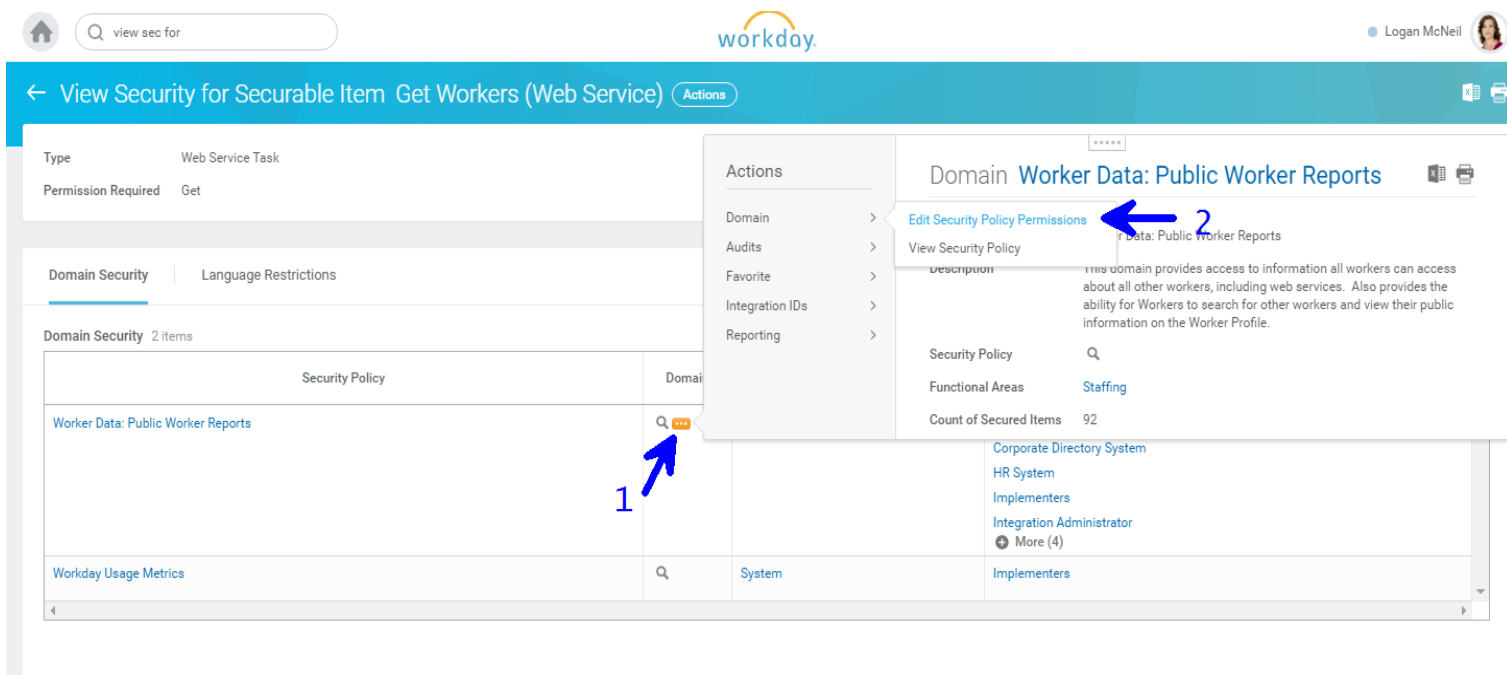 view sec for
workday.
Logan McNeil
View Security for Securable Item Get Workers (Web Service) Actions
Type Web Service Task
Permission Required Get
Actions
Domain
Audits
Favorite
Integration IDs
Reporting
Edit Security Policy Permissions
View Security Policy
2
Domain Worker Data: Public Worker Reports
Data: Public Worker Reports
Description This domain provides access to information all workers can access
about all other workers, including web services. Also provides the
ability for Workers to search for other workers and view their public
information on the Worker Profile.
Security Policy
Functional Areas Staffing
Count of Secured Items 92
Domain Security Language Restrictions
Domain Security 2 items
Security Policy Domai
Worker Data: Public Worker Reports
1
Corporate Directory System
HR System
Implementers
Integration Administrator
More (4)
Workday Usage Metrics System Implementers